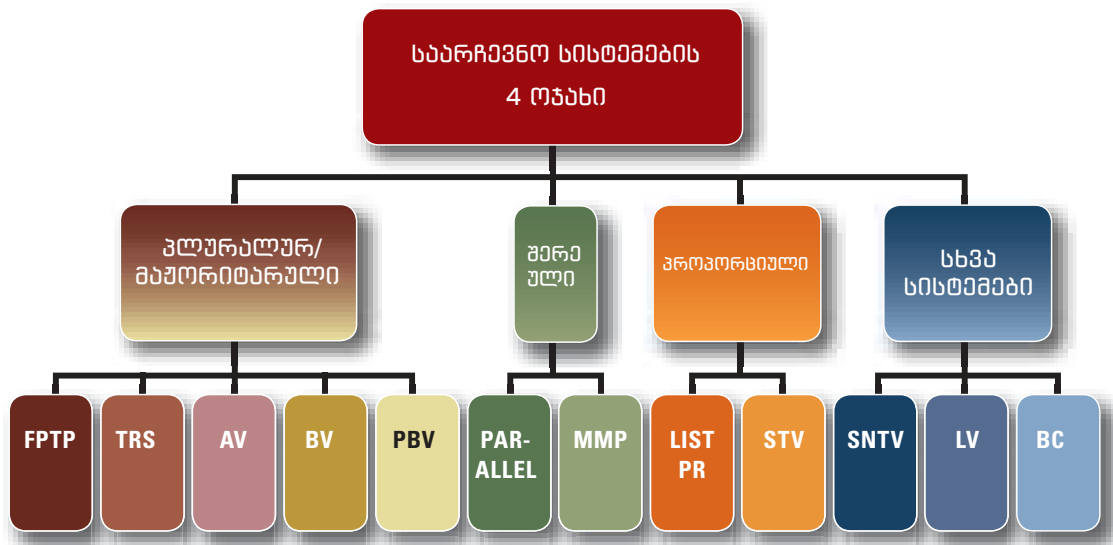 საარჩევნო სისტემების
4 ოჯახი
პლურალურ/
მაჟორიტარული
შერე
ული
პროპორციული
სხვა
სისტემები
FPTP
TRS
AV
BV
PBV
PAR-
ALLEL
MMP
LIST
PR
STV
SNTV
LV
BC